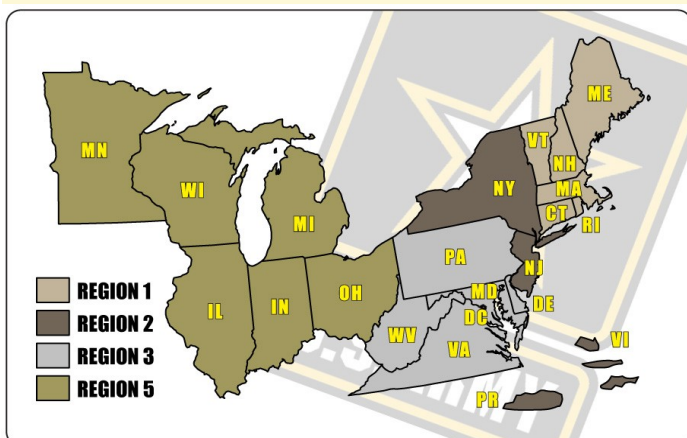 ME
VT
NH
MN
NY
MA
WI
CT
RI
MI
PA
NJ
REGION 1
OH
MD
DE
REGION 2
IL
IN
DC
REGION 3
WV
VA
VI
REGION 5
PR
U.S. ARMY